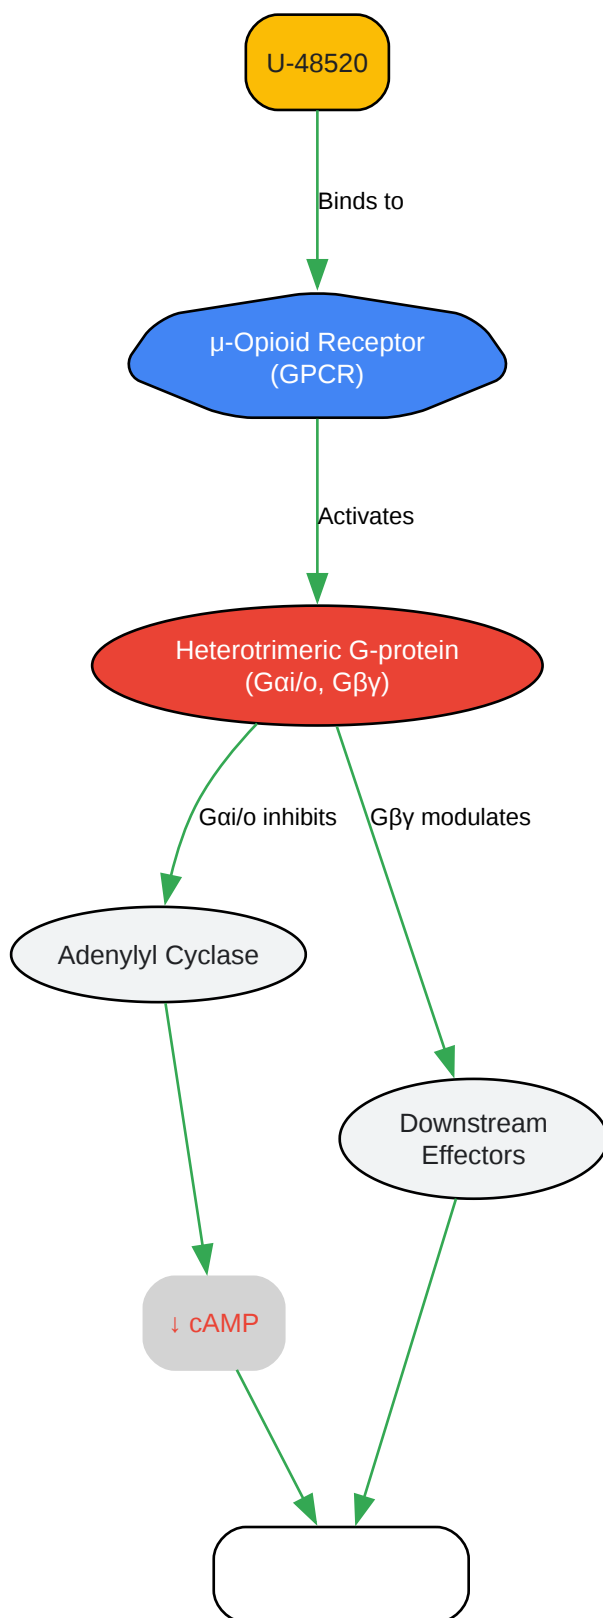 U-48520
Binds to
μ-Opioid Receptor
(GPCR)
Activates
Heterotrimeric G-protein
(Gαi/o, Gβγ)
Gαi/o inhibits
Gβγ modulates
Adenylyl Cyclase
Downstream
Effectors
↓ cAMP